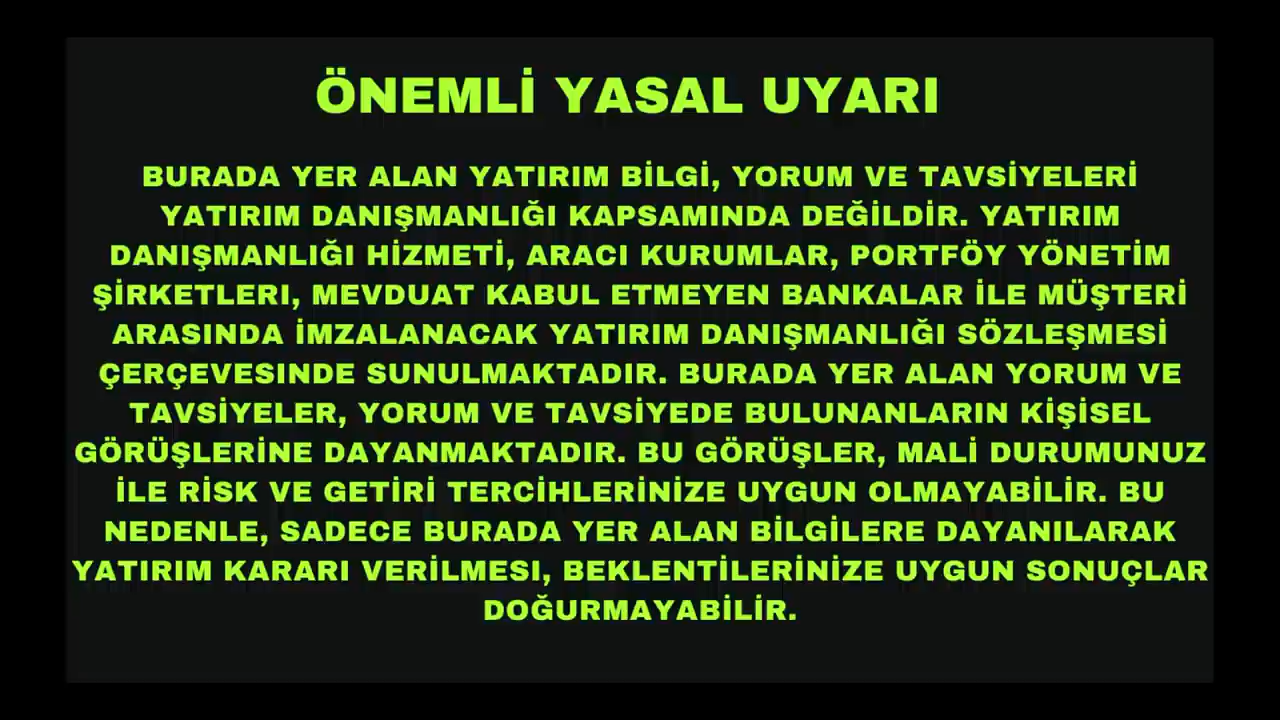 ÖNEMLİ YASAL UYARI
BURADA YER ALAN YATIRIM BİLGİ, YORUM VE TAVSİYELERİ
YATIRIM DANIŞMANLIĞI KAPSAMINDA DEĞİLDİR. YATIRIM
DANIŞMANLIĞI HİZMETİ, ARACI KURUMLAR, PORTFÖY YÖNETİM
ŞİRKETLERI, MEVDUAT KABUL ETMEYEN BANKALAR İLE MÜŞTERİ
ARASINDA İMZALANACAK YATIRIM DANIŞMANLIĞI SÖZLEŞMESİ
ÇERÇEVESINDE SUNULMAKTADIR. BURADA YER ALAN YORUM VE
TAVSİYELER, YORUM VE TAVSİYEDE BULUNANLARIN KİŞİSEL
GÖRÜŞLERİNE DAYANMAKTADIR. BU GÖRÜŞLER, MALİ DURUMUNUZ
İLE RİSK VE GETİRİ TERCİHLERİNİZE UYGUN OLMAYABİLİR. BU
NEDENLE, SADECE BURADA YER ALAN BİLGİLERE DAYANILARAK
YATIRIM KARARI VERİLMESI, BEKLENTİLERİNİZE UYGUN SONUÇLAR
DOĞURMAYABİLİR.